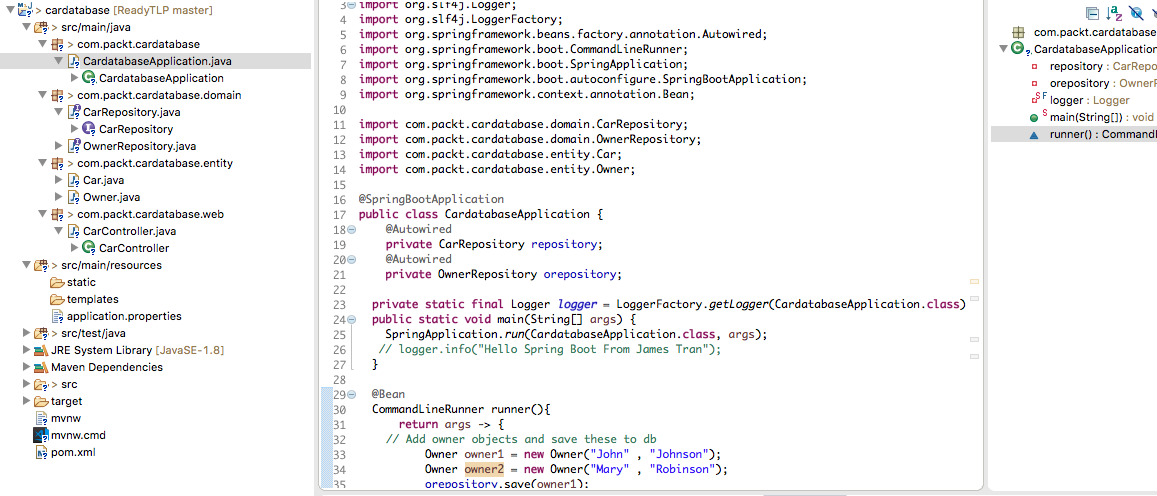 > cardatabase [ReadyTLP master]
> src/main/java
> com.packt.cardatabase
CardatabaseApplication.java
CardatabaseApplication
> com.packt.cardatabase.domain
CarRepository.java
CarRepository
> OwnerRepository.java
> com.packt.cardatabase.entity
Car.java
Owner.java
> com.packt.cardatabase.web
CarController.java
CarController
> src/main/resources
static
templates
application.properties
> src/test/java
JRE System Library [JavaSE-1.8]
Maven Dependencies
> src
target
mvnw
mvnw.cmd
pom.xml
3 import org.slf4j.Logger;
4 import org.slf4j.LoggerFactory;
5 import org.springframework.beans.factory.annotation.Autowired;
6 import org.springframework.boot.CommandLineRunner;
7 import org.springframework.boot.SpringApplication;
8 import org.springframework.boot.autoconfigure.SpringBootApplication;
9 import org.springframework.context.annotation.Bean;
10
11 import com.packt.cardatabase.domain.CarRepository;
12 import com.packt.cardatabase.domain.OwnerRepository;
13 import com.packt.cardatabase.entity.Car;
14 import com.packt.cardatabase.entity.Owner;
15
16 @SpringBootApplication
17 public class CardatabaseApplication {
18 @Autowired
19 private CarRepository repository;
20 @Autowired
21 private OwnerRepository orepository;
22
23 private static final Logger logger = LoggerFactory.getLogger(CardatabaseApplication.class)
24 public static void main(String[] args) {
25 SpringApplication.run(CardatabaseApplication.class, args);
26 // logger.info("Hello Spring Boot From James Tran");
27 }
28
29 @Bean
30 CommandLineRunner runner(){
31 return args -> {
32 // Add owner objects and save these to db
33 Owner owner1 = new Owner("John" , "Johnson");
34 Owner owner2 = new Owner("Mary" , "Robinson");
35 orepository.save(owner1);
com.packt.cardatabase
CardatabaseApplication
repository : CarRepo
orepository : OwnerF
logger : Logger
main(String[]) : void
runner() : Command